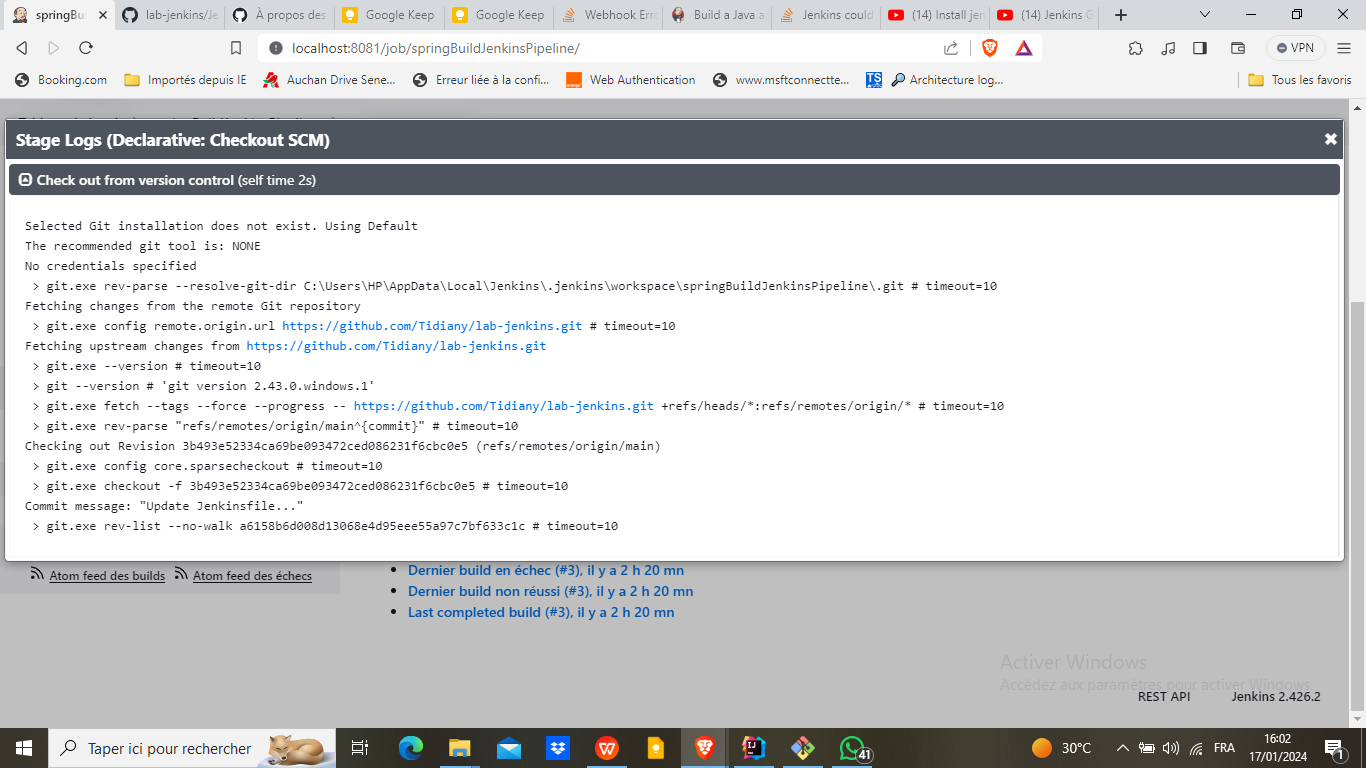 springBu
lab-jenkins/Je
À propos des
Google Keep
Google Keep
Webhook Erro
Build a Java a
Jenkins could
(14) Install jen
(14) Jenkins G
localhost:8081/job/springBuildJenkinsPipeline/
VPN
Booking.com
Importés depuis IE
Auchan Drive Sene...
Erreur liée à la confi...
Web Authentication
www.msftconnectte...
TS
Architecture log...
Tous les favoris
Stage Logs (Declarative: Checkout SCM)
Check out from version control (self time 2s)
Selected Git installation does not exist. Using Default
The recommended git tool is: NONE
No credentials specified
> git.exe rev-parse --resolve-git-dir C:\Users\HP\AppData\Local\Jenkins\.jenkins\workspace\springBuildJenkinsPipeline\.git # timeout=10
Fetching changes from the remote Git repository
> git.exe config remote.origin.url https://github.com/Tidiany/lab-jenkins.git # timeout=10
Fetching upstream changes from https://github.com/Tidiany/lab-jenkins.git
> git.exe --version # timeout=10
> git --version # 'git version 2.43.0.windows.1'
> git.exe fetch --tags --force --progress -- https://github.com/Tidiany/lab-jenkins.git +refs/heads/*:refs/remotes/origin/* # timeout=10
> git.exe rev-parse "refs/remotes/origin/main^{commit}" # timeout=10
Checking out Revision 3b493e52334ca69be093472ced086231f6cbc0e5 (refs/remotes/origin/main)
> git.exe config core.sparsecheckout # timeout=10
> git.exe checkout -f 3b493e52334ca69be093472ced086231f6cbc0e5 # timeout=10
Commit message: "Update Jenkinsfile..."
> git.exe rev-list --no-walk a6158b6d008d13068e4d95eee55a97c7bf633c1c # timeout=10
Atom feed des builds Atom feed des échecs
• Dernier build en échec (#3), il y a 2 h 20 mn
• Dernier build non réussi (#3), il y a 2 h 20 mn
• Last completed build (#3), il y a 2 h 20 mn
Activer Windows
Accédez aux paramètres pour activer Windows.
REST API Jenkins 2.426.2
Taper ici pour rechercher
41
30°C
FRA
16:02
17/01/2024
1